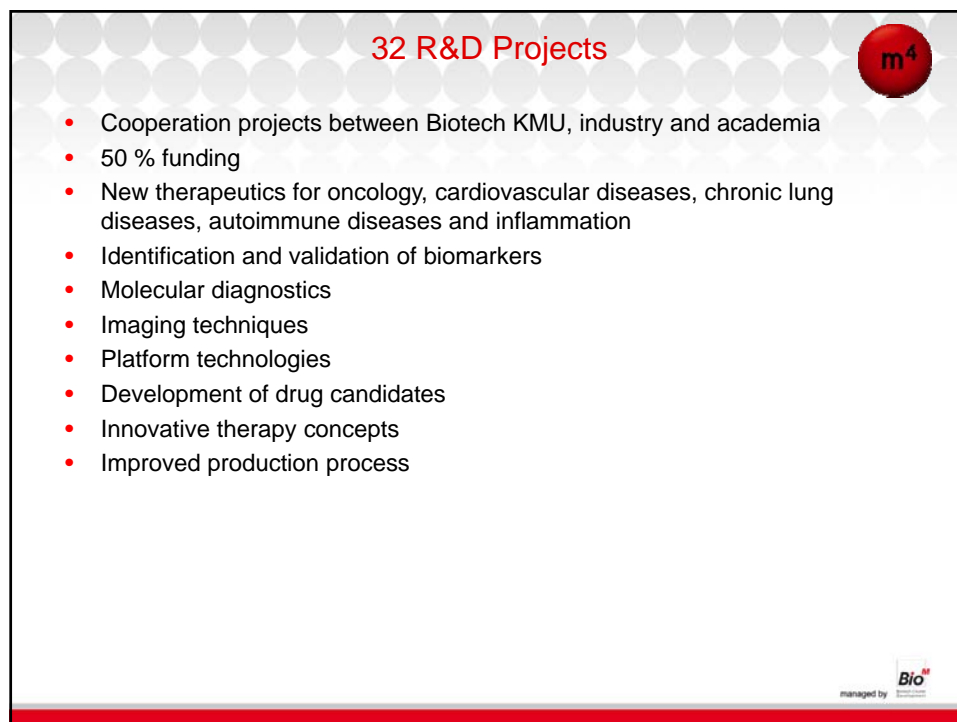 32 R&D Projects
m⁴
• Cooperation projects between Biotech KMU, industry and academia
• 50 % funding
• New therapeutics for oncology, cardiovascular diseases, chronic lung
diseases, autoimmune diseases and inflammation
• Identification and validation of biomarkers
• Molecular diagnostics
• Imaging techniques
• Platform technologies
• Development of drug candidates
• Innovative therapy concepts
• Improved production process
managed by
Bioᴹ